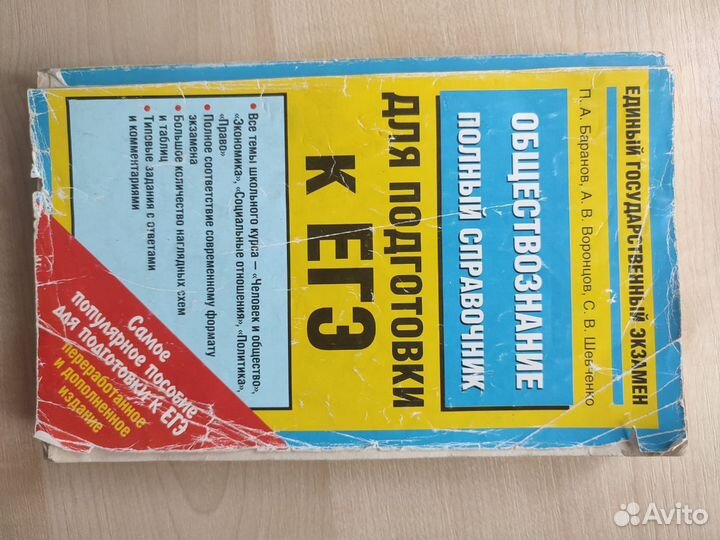 ЕДИНЫЙ ГОСУДАРСТВЕННЫЙ ЭКЗАМЕН
П. А. Баранов, А. В. Воронцов, С. В. Шевченко
ОБЩЕСТВОЗНАНИЕ
ПОЛНЫЙ СПРАВОЧНИК
ДЛЯ ПОДГОТОВКИ
К ЕГЭ
• Все темы школьного курса – «Человек и общество»,
«Экономика», «Социальные отношения», «Политика»,
«Право»
• Полное соответствие современному формату
экзамена
• Большое количество наглядных схем
и таблиц
• Типовые задания с ответами
и комментариями
Самое
популярное пособие
для подготовки к ЕГЭ
переработанное
и дополненное
издание
Avito